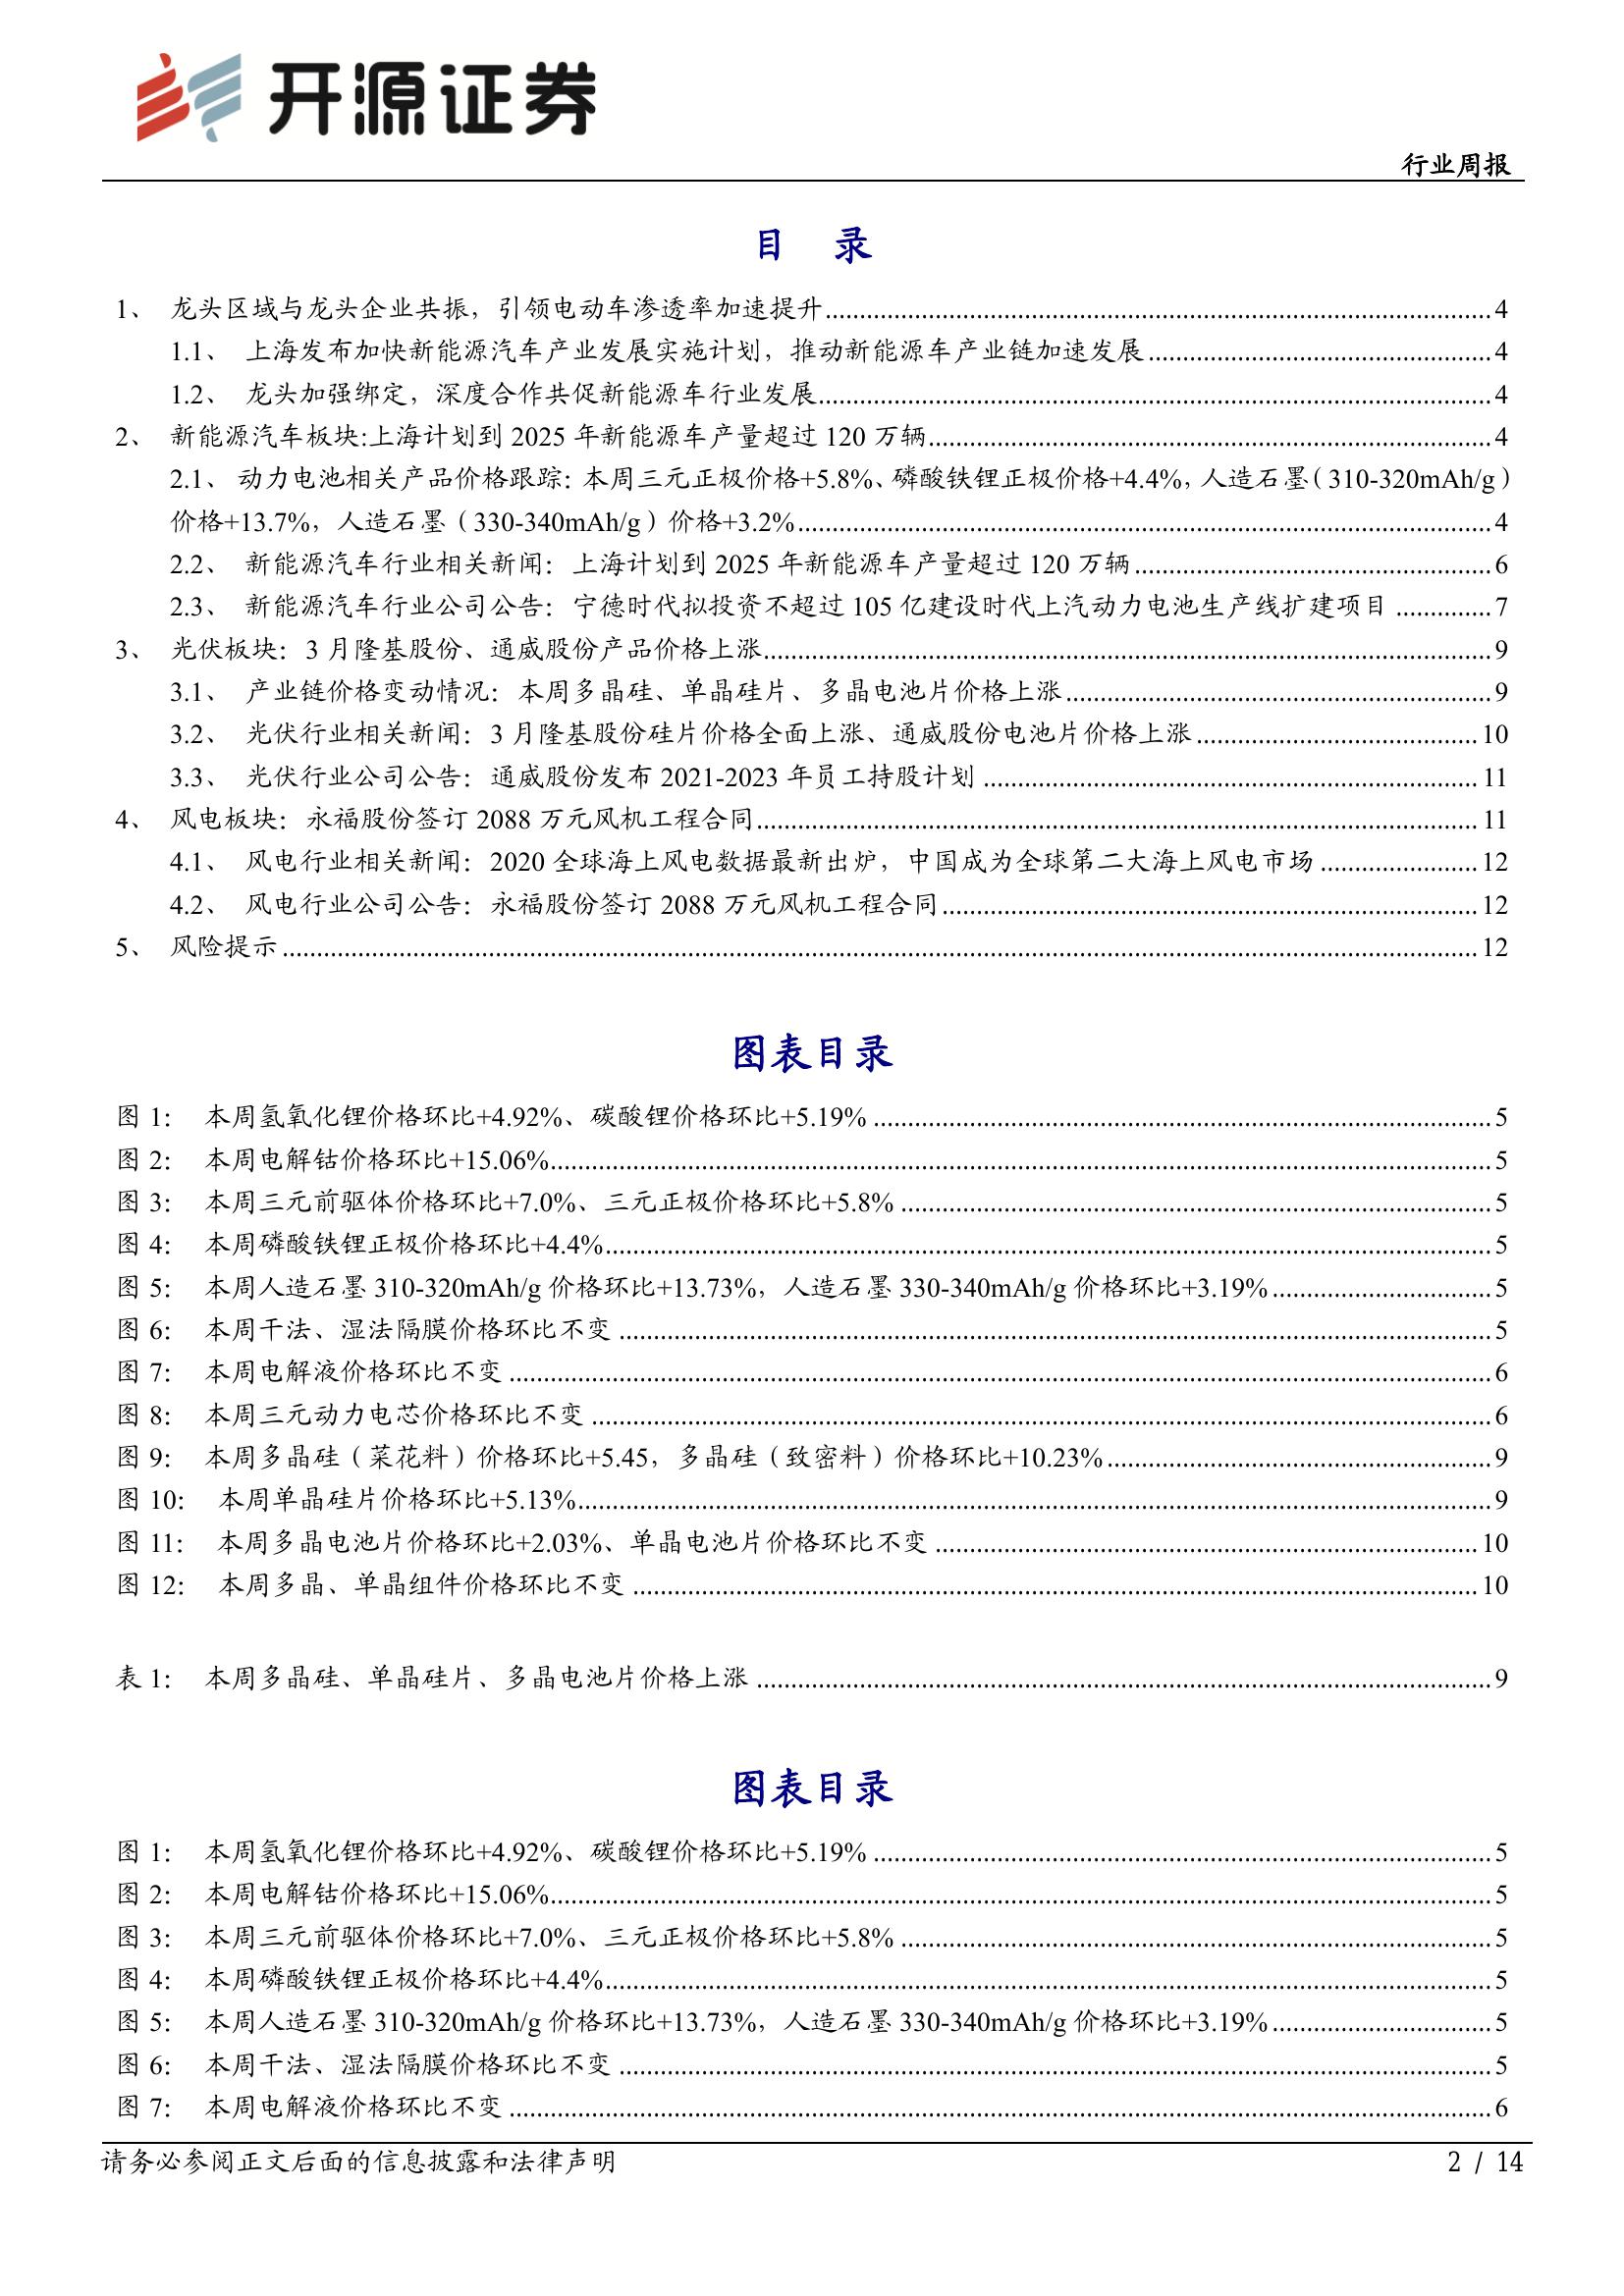 开源证券
行业周报
目 录
1、 龙头区域与龙头企业共振，引领电动车渗透率加速提升 4
1.1、 上海发布加快新能源汽车产业发展实施计划，推动新能源车产业链加速发展 4
1.2、 龙头加强绑定，深度合作共促新能源车行业发展 4
2、 新能源汽车板块:上海计划到 2025 年新能源车产量超过 120 万辆 4
2.1、 动力电池相关产品价格跟踪：本周三元正极价格+5.8%、磷酸铁锂正极价格+4.4%，人造石墨（310-320mAh/g）
价格+13.7%，人造石墨（330-340mAh/g）价格+3.2% 4
2.2、 新能源汽车行业相关新闻：上海计划到 2025 年新能源车产量超过 120 万辆 6
2.3、 新能源汽车行业公司公告：宁德时代拟投资不超过 105 亿建设时代上汽动力电池生产线扩建项目 7
3、 光伏板块：3 月隆基股份、通威股份产品价格上涨 9
3.1、 产业链价格变动情况：本周多晶硅、单晶硅片、多晶电池片价格上涨 9
3.2、 光伏行业相关新闻：3 月隆基股份硅片价格全面上涨、通威股份电池片价格上涨 10
3.3、 光伏行业公司公告：通威股份发布 2021-2023 年员工持股计划 11
4、 风电板块：永福股份签订 2088 万元风机工程合同 11
4.1、 风电行业相关新闻：2020 全球海上风电数据最新出炉，中国成为全球第二大海上风电市场 12
4.2、 风电行业公司公告：永福股份签订 2088 万元风机工程合同 12
5、 风险提示 12
图表目录
图 1： 本周氢氧化锂价格环比+4.92%、碳酸锂价格环比+5.19% 5
图 2： 本周电解钴价格环比+15.06% 5
图 3： 本周三元前驱体价格环比+7.0%、三元正极价格环比+5.8% 5
图 4： 本周磷酸铁锂正极价格环比+4.4% 5
图 5： 本周人造石墨 310-320mAh/g 价格环比+13.73%，人造石墨 330-340mAh/g 价格环比+3.19% 5
图 6： 本周干法、湿法隔膜价格环比不变 5
图 7： 本周电解液价格环比不变 6
图 8： 本周三元动力电芯价格环比不变 6
图 9： 本周多晶硅（菜花料）价格环比+5.45，多晶硅（致密料）价格环比+10.23% 9
图 10： 本周单晶硅片价格环比+5.13% 9
图 11： 本周多晶电池片价格环比+2.03%、单晶电池片价格环比不变 10
图 12： 本周多晶、单晶组件价格环比不变 10
表 1： 本周多晶硅、单晶硅片、多晶电池片价格上涨 9
图表目录
图 1： 本周氢氧化锂价格环比+4.92%、碳酸锂价格环比+5.19% 5
图 2： 本周电解钴价格环比+15.06% 5
图 3： 本周三元前驱体价格环比+7.0%、三元正极价格环比+5.8% 5
图 4： 本周磷酸铁锂正极价格环比+4.4% 5
图 5： 本周人造石墨 310-320mAh/g 价格环比+13.73%，人造石墨 330-340mAh/g 价格环比+3.19% 5
图 6： 本周干法、湿法隔膜价格环比不变 5
图 7： 本周电解液价格环比不变 6
请务必参阅正文后面的信息披露和法律声明 2 / 14